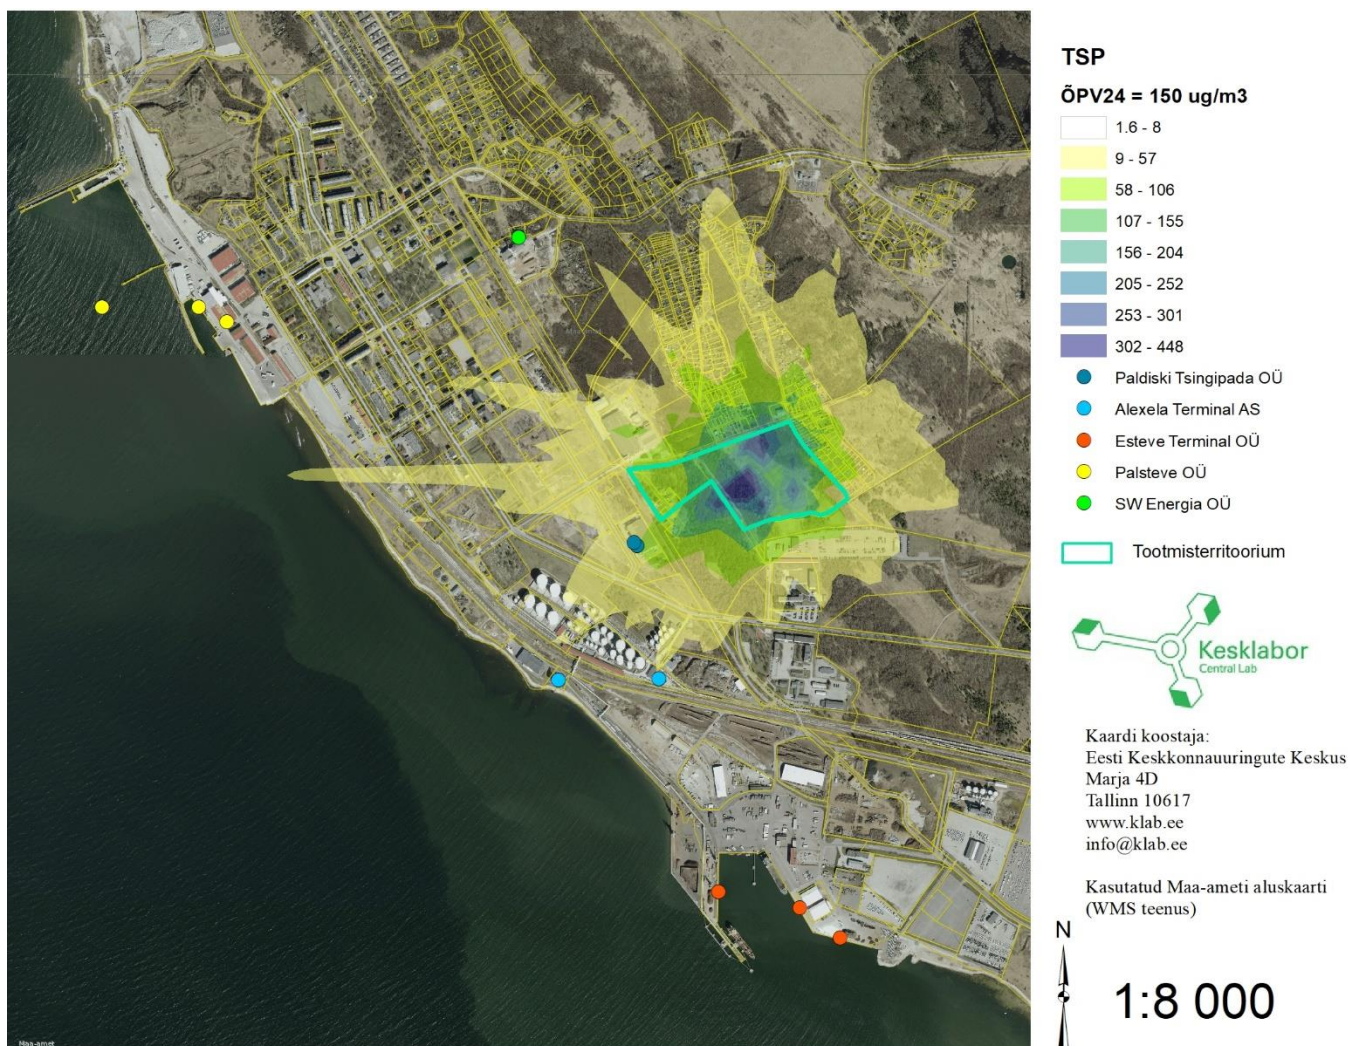 TSP
ÕPV24 = 150 ug/m3
1.6 - 8
9 - 57
58 - 106
107 - 155
156 - 204
205 - 252
253 - 301
302 - 448
Paldiski Tsingipada OÜ
Alexela Terminal AS
Esteve Terminal OÜ
Palsteve OÜ
SW Energia OÜ
Tootmisterritoorium
Kesklabor
Central Lab
Kaardi koostaja:
Eesti Keskkonnauuringute Keskus
Marja 4D
Tallinn 10617
www.klab.ee
info@klab.ee
Kasutatud Maa-ameti aluskaarti
(WMS teenus)
N
1:8 000
Maa-amet